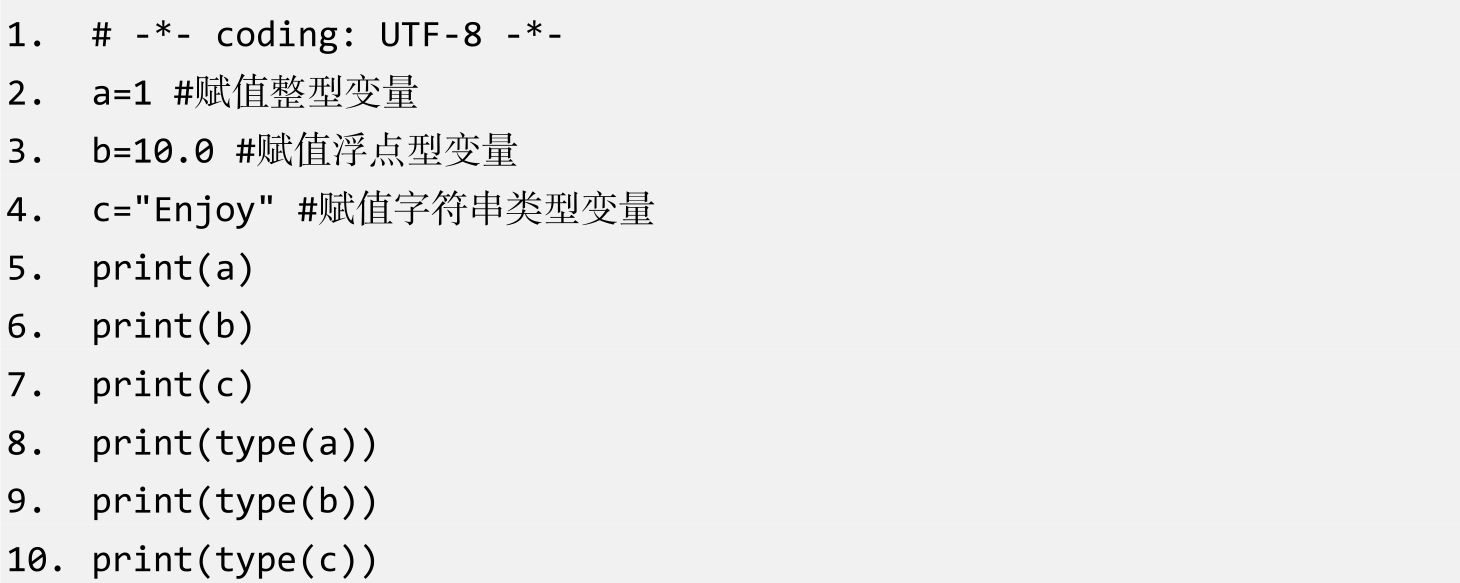 1. # -*- coding: UTF-8 -*-
2. a=1 #赋值整型变量
3. b=10.0 #赋值浮点型变量
4. c="Enjoy" #赋值字符串类型变量
5. print(a)
6. print(b)
7. print(c)
8. print(type(a))
9. print(type(b))
10. print(type(c))